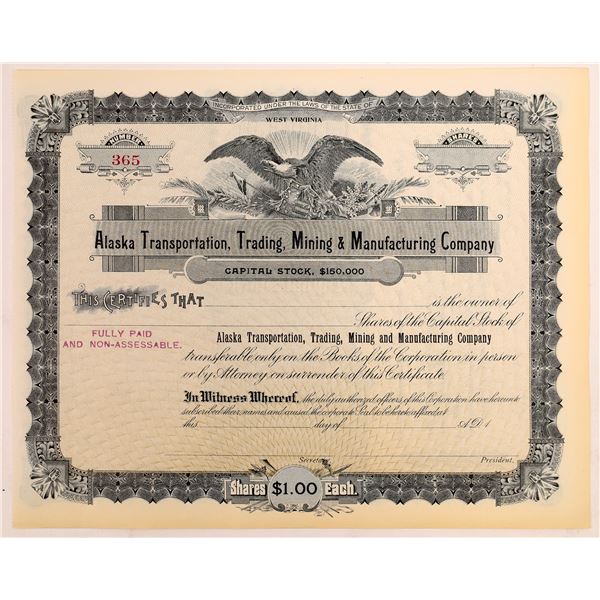 INCORPORATED UNDER THE LAWS OF THE STATE OF
WEST VIRGINIA
NUMBER
SHARES
365
Alaska Transportation, Trading, Mining & Manufacturing Company
CAPITAL STOCK, $150,000
THIS CERTIFIES THAT
is the owner of
Shares of the Capital Stock of
FULLY PAID
AND NON-ASSESSABLE.
Alaska Transportation, Trading, Mining and Manufacturing Company
transferable only on the Books of the Corporation in person
or by Attorney on surrender of this Certificate.
In Witness Whereof, the duly authorized officers of this Corporation have hereunto
subscribed their names and caused the corporate Seal to be hereto affixed at
this day of A.D. 1
Secretary.
President.
Shares $1.00 Each.